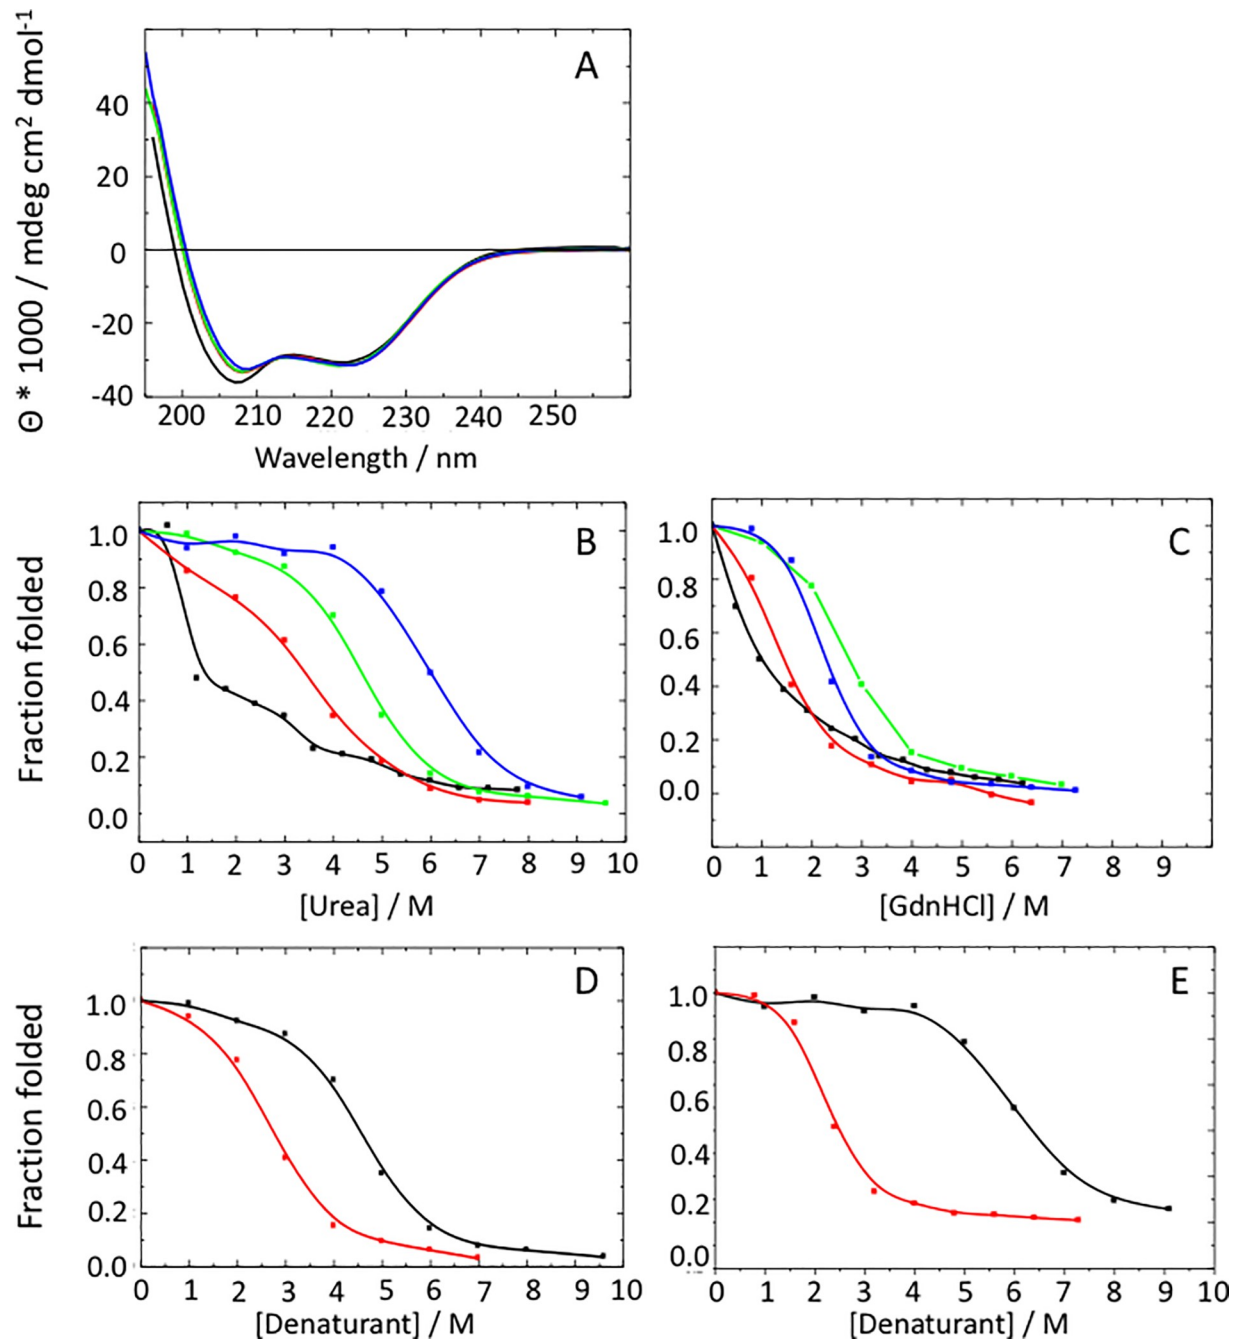 A
Θ * 1000 / mdeg cm² dmol⁻¹
40
20
0
-20
-40
200 210 220 230 240 250
Wavelength / nm
B
Fraction folded
1.0
0.8
0.6
0.4
0.2
0.0
0 1 2 3 4 5 6 7 8 9 10
[Urea] / M
C
1.0
0.8
0.6
0.4
0.2
0.0
0 1 2 3 4 5 6 7 8 9
[GdnHCl] / M
D
Fraction folded
1.0
0.8
0.6
0.4
0.2
0.0
0 1 2 3 4 5 6 7 8 9 10
[Denaturant] / M
E
1.0
0.8
0.6
0.4
0.2
0.0
0 1 2 3 4 5 6 7 8 9 10
[Denaturant] / M